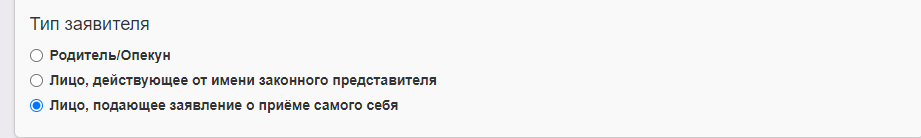 Тип заявителя
Родитель/Опекун
Лицо, действующее от имени законного представителя
Лицо, подающее заявление о приёме самого себя